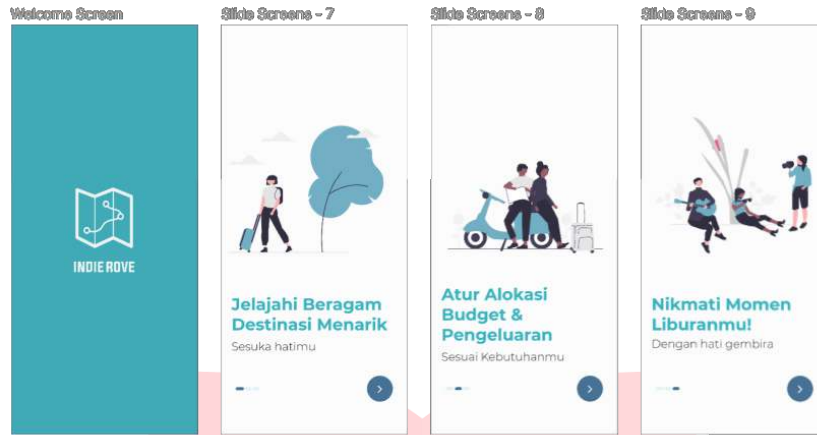 Welcome Screen
Slide Screens - 7
Slide Screens - 8
Slide Screens - 9
INDIE ROVE
Jelajahi Beragam
Destinasi Menarik
Sesuka hatimu
Atur Alokasi
Budget &
Pengeluaran
Sesuai Kebutuhanmu
Nikmati Momen
Liburanmu!
Dengan hati gembira